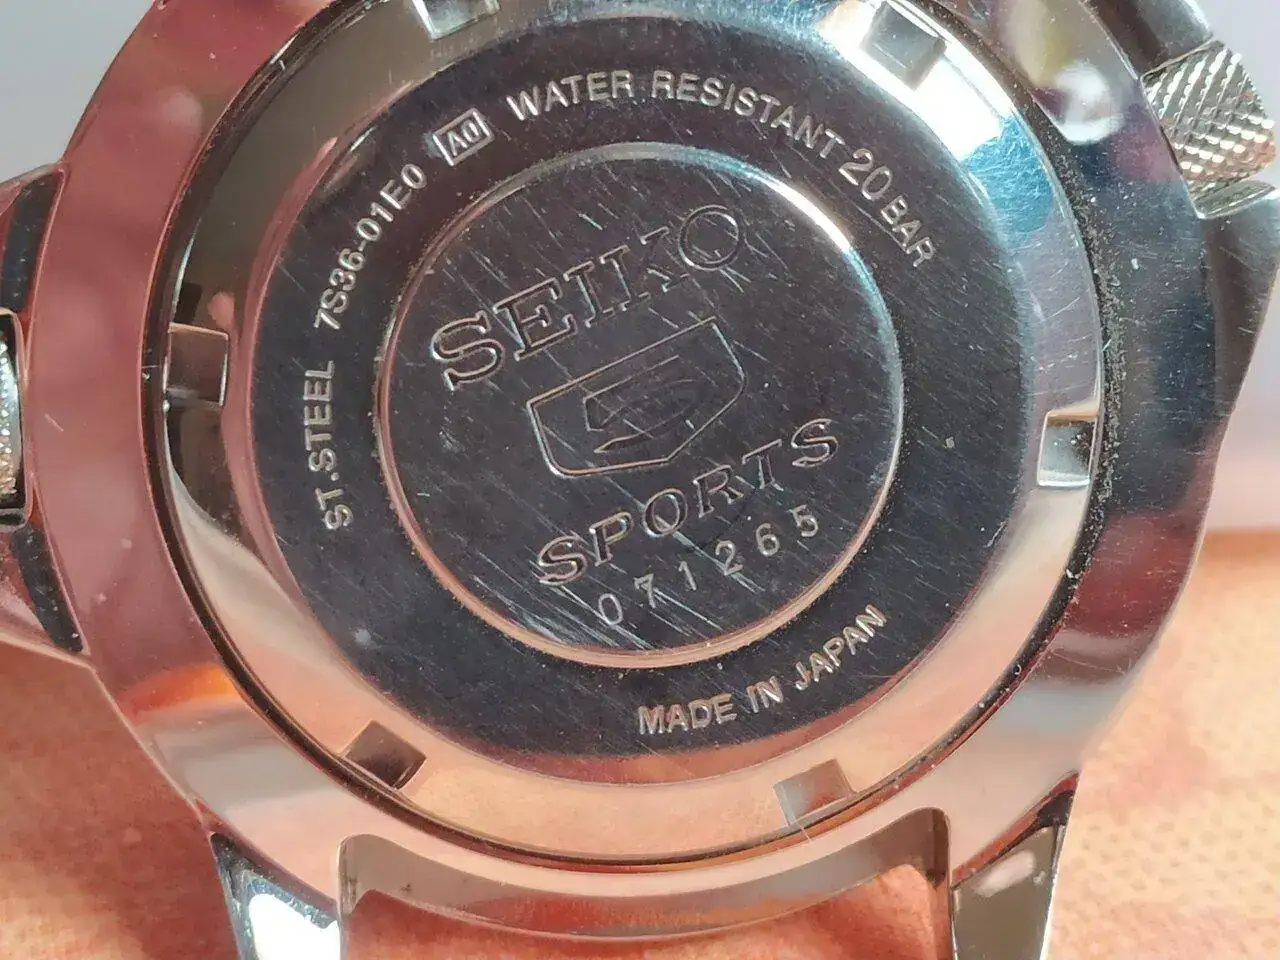 ST.STEEL 7S36-01E0 A0 WATER RESISTANT 20BAR
SEIKO
5
SPORTS
071265
MADE IN JAPAN